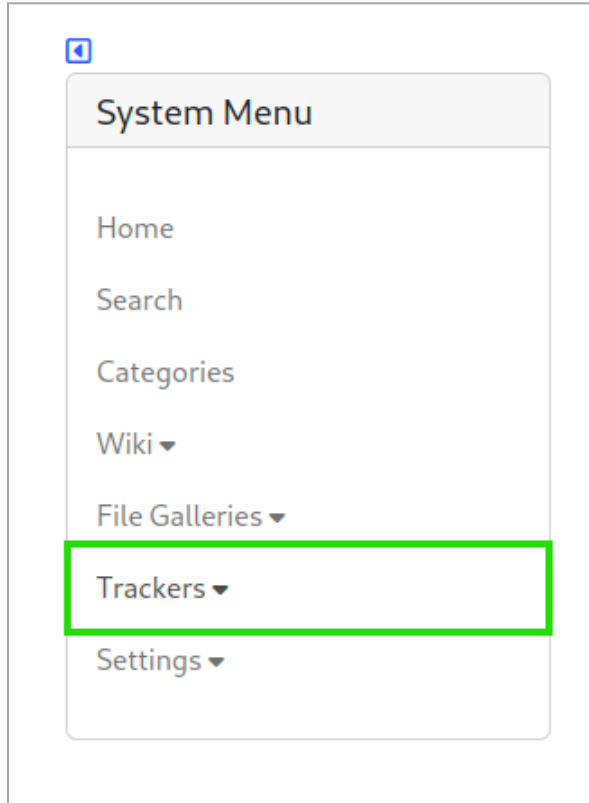 System Menu
Home
Search
Categories
Wiki
File Galleries
Trackers
Settings